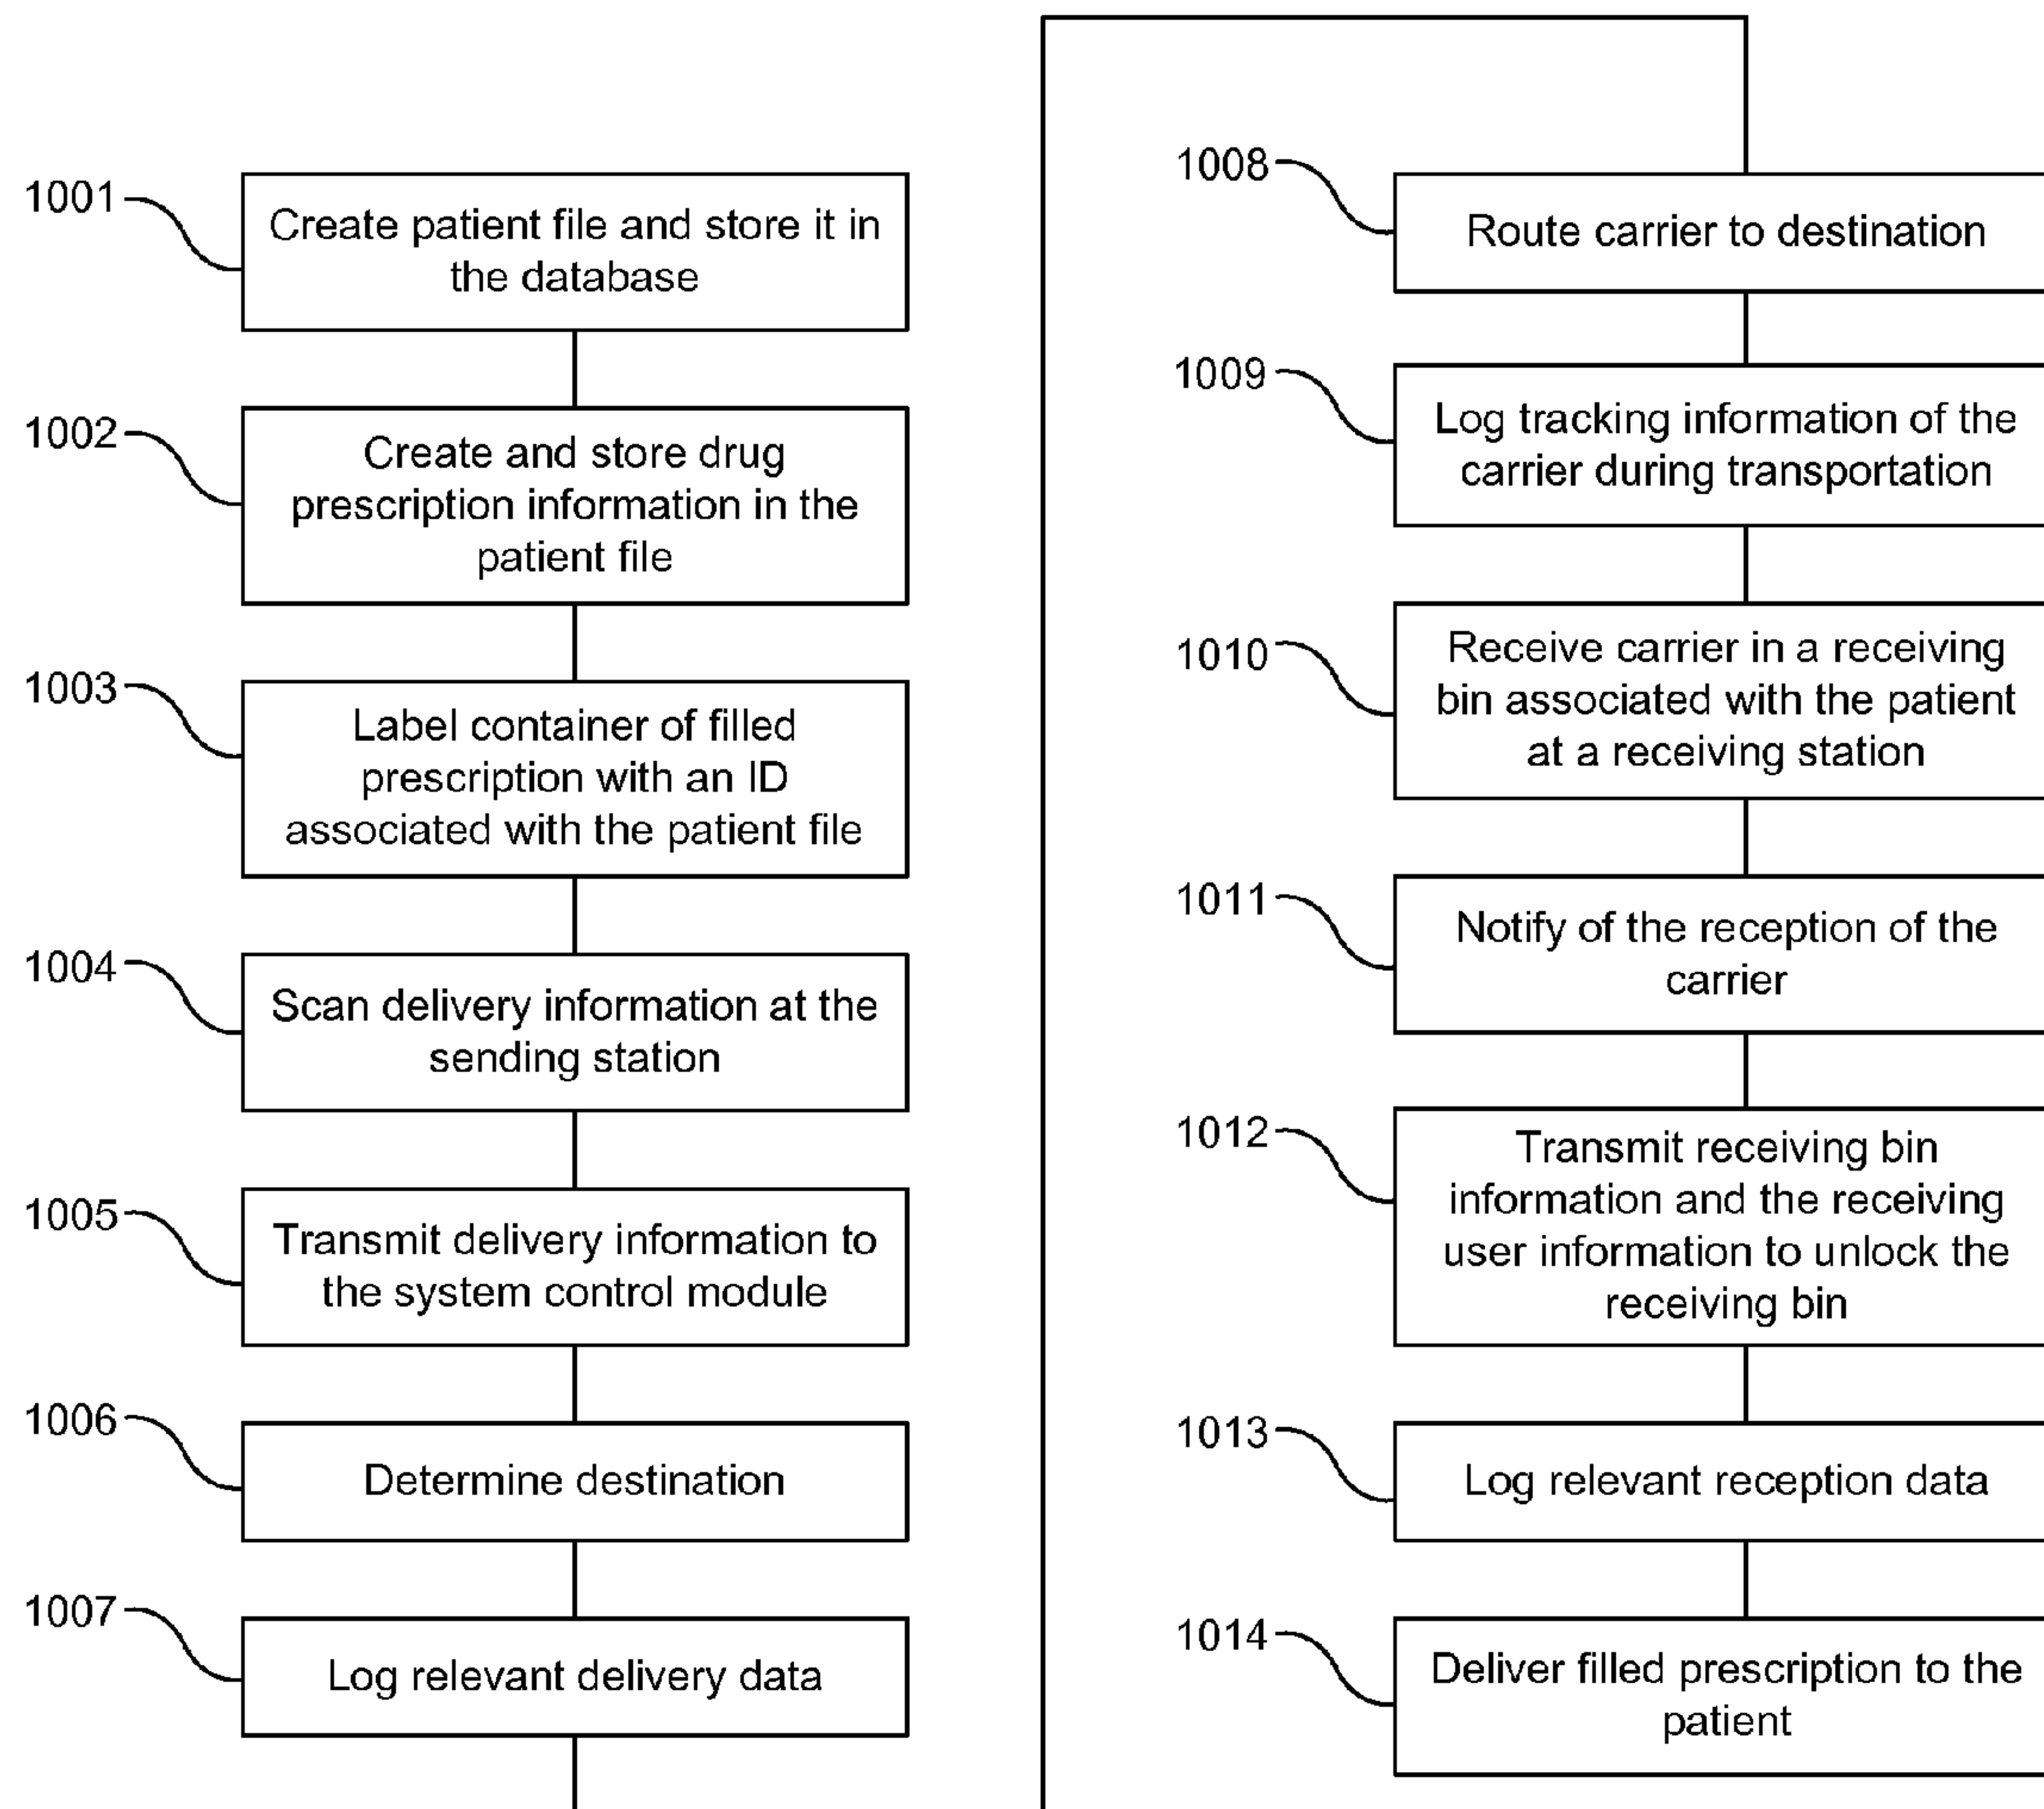 1001
Create patient file and store it in
the database
1002
Create and store drug
prescription information in the
patient file
1003
Label container of filled
prescription with an ID
associated with the patient file
1004
Scan delivery information at the
sending station
1005
Transmit delivery information to
the system control module
1006
Determine destination
1007
Log relevant delivery data
1008
Route carrier to destination
1009
Log tracking information of the
carrier during transportation
1010
Receive carrier in a receiving
bin associated with the patient
at a receiving station
1011
Notify of the reception of the
carrier
1012
Transmit receiving bin
information and the receiving
user information to unlock the
receiving bin
1013
Log relevant reception data
1014
Deliver filled prescription to the
patient